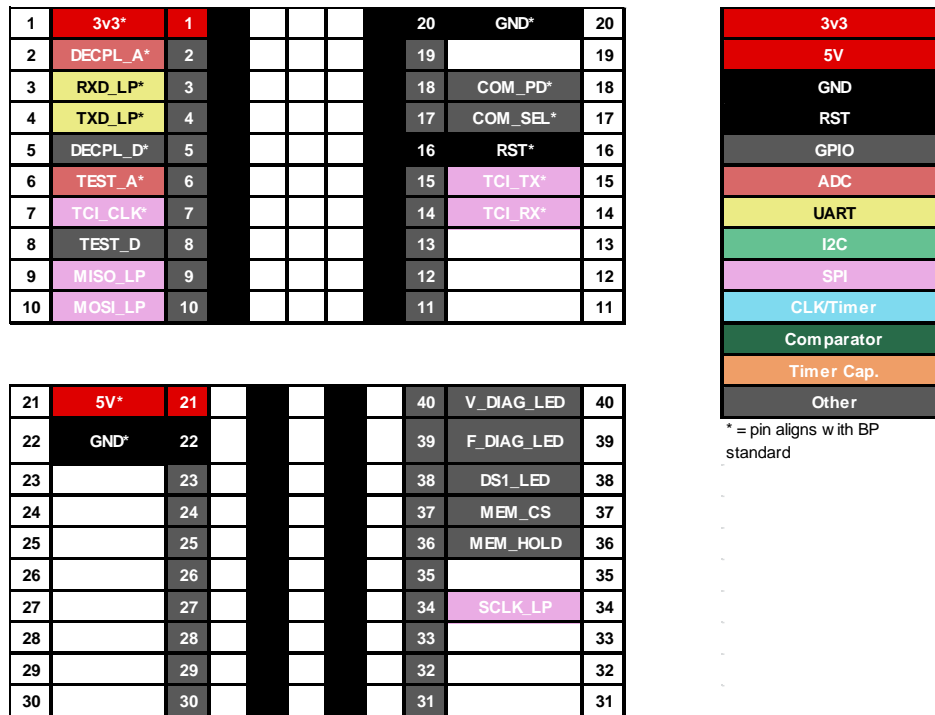 1 3v3* 1 20 GND* 20 3v3
2 DECPL_A* 2 19 19 5V
3 RXD_LP* 3 18 COM_PD* 18 GND
4 TXD_LP* 4 17 COM_SEL* 17 RST
5 DECPL_D* 5 16 RST* 16 GPIO
6 TEST_A* 6 15 TCI_TX* 15 ADC
7 TCI_CLK* 7 14 TCI_RX* 14 UART
8 TEST_D 8 13 13 I2C
9 MISO_LP 9 12 12 SPI
10 MOSI_LP 10 11 11 CLK/Timer
Comparator
Timer Cap.
21 5V* 21 40 V_DIAG_LED 40 Other
22 GND* 22 39 F_DIAG_LED 39 * = pin aligns with BP
standard
23 23 38 DS1_LED 38
24 24 37 MEM_CS 37
25 25 36 MEM_HOLD 36
26 26 35 35
27 27 34 SCLK_LP 34
28 28 33 33
29 29 32 32
30 30 31 31